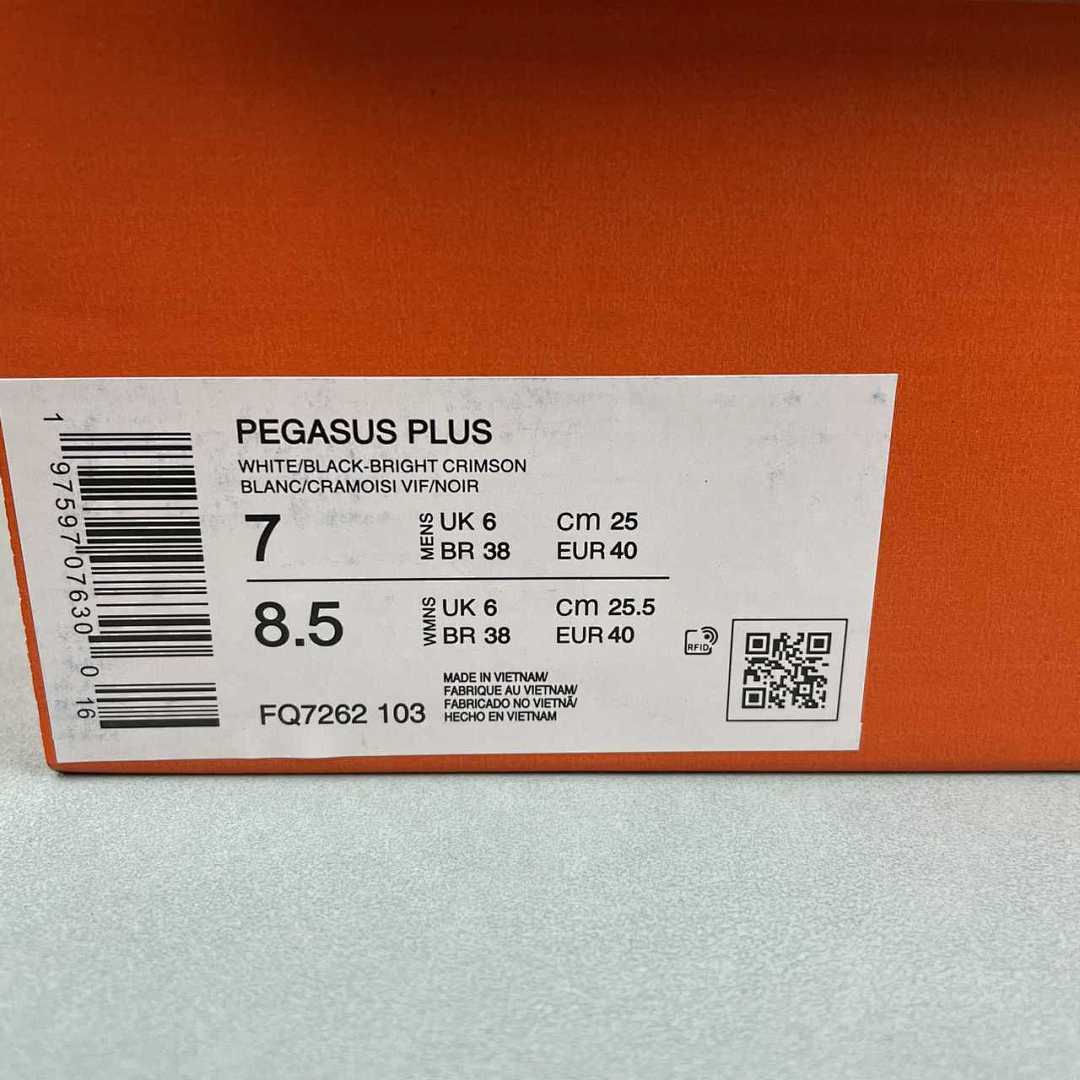 PEGASUS PLUS
WHITE/BLACK-BRIGHT CRIMSON
BLANC/CRAMOISI VIF/NOIR
7 MENS UK 6 cm 25
BR 38 EUR 40
8.5 WMNS UK 6 cm 25.5
BR 38 EUR 40
RFID
MADE IN VIETNAM/
FABRIQUE AU VIETNAM/
FABRICADO NO VIETNÃ/
HECHO EN VIETNAM
FQ7262 103
1 97597 07630 0 16